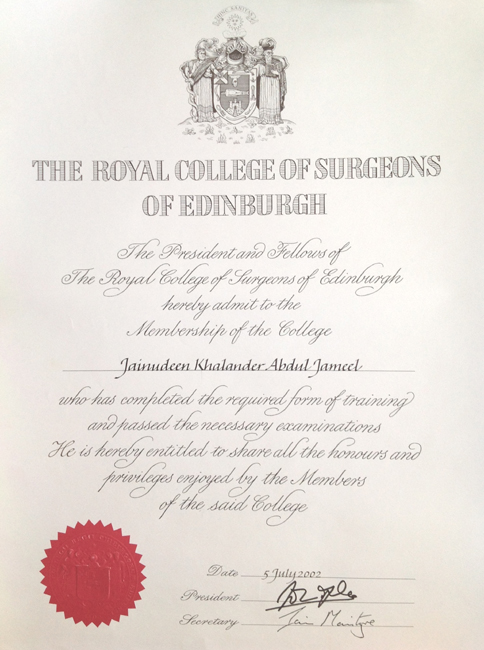 THE ROYAL COLLEGE OF SURGEONS
OF EDINBURGH
The President and Fellows of
The Royal College of Surgeons of Edinburgh
hereby admit to the
Membership of the College
Jainudeen Khalander Abdul Jameel
who has completed the required form of training
and passed the necessary examinations
He is hereby entitled to share all the honours and
privileges enjoyed by the Members
of the said College
Date 5 July 2002
President
Secretary Iain Macintyre